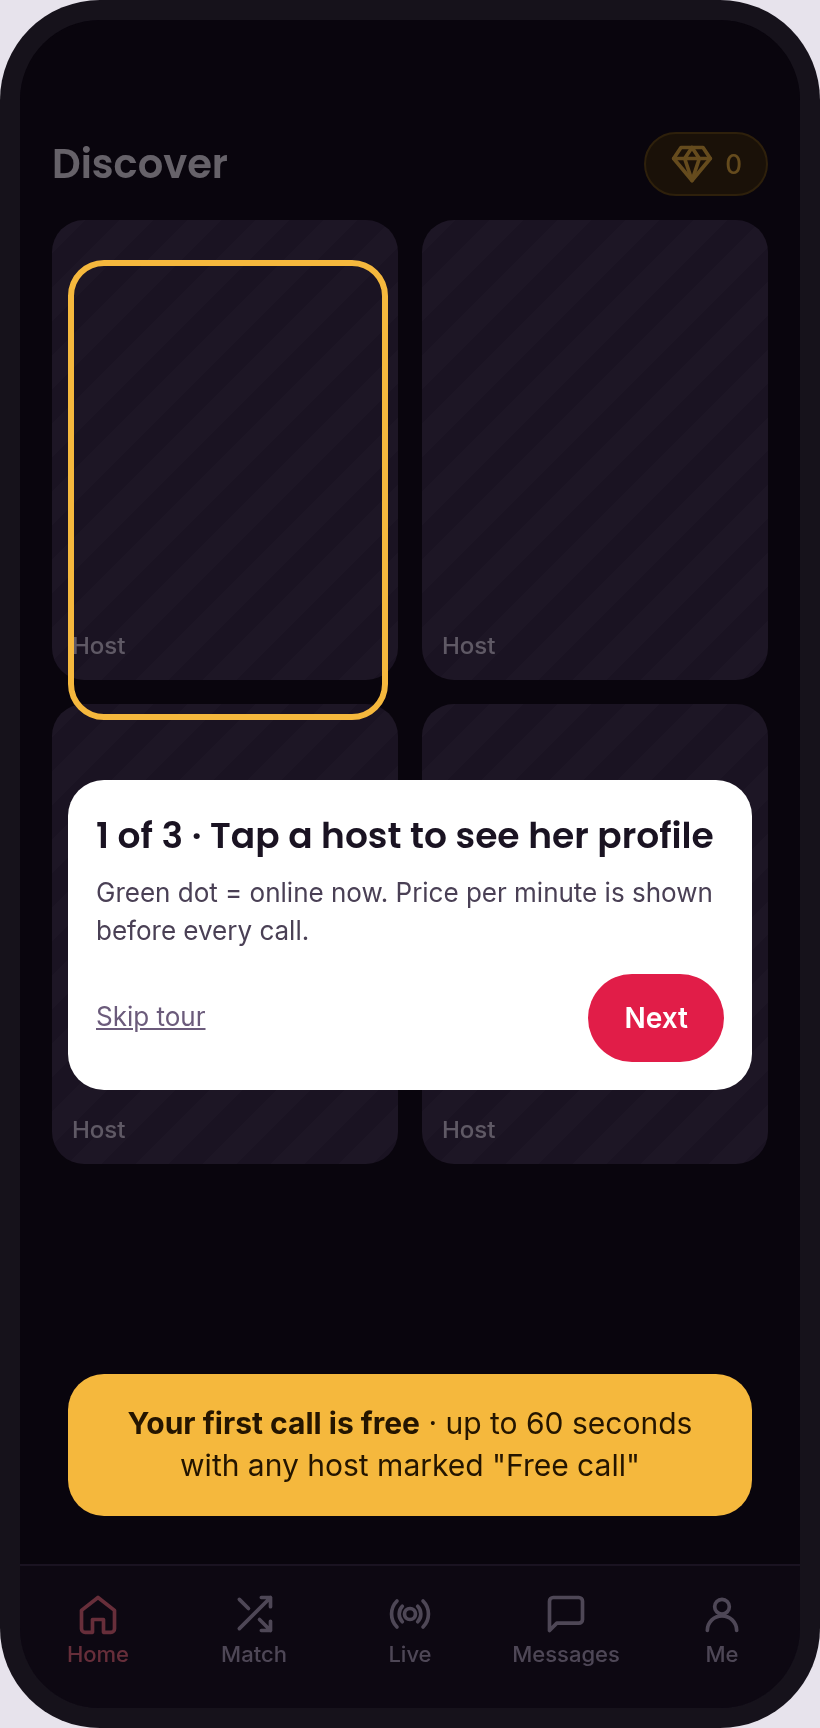 Discover
0
Host
Host
1 of 3 · Tap a host to see her profile
Green dot = online now. Price per minute is shown
before every call.
Skip tour
Next
Host
Host
Your first call is free · up to 60 seconds
with any host marked "Free call"
Home
Match
Live
Messages
Me